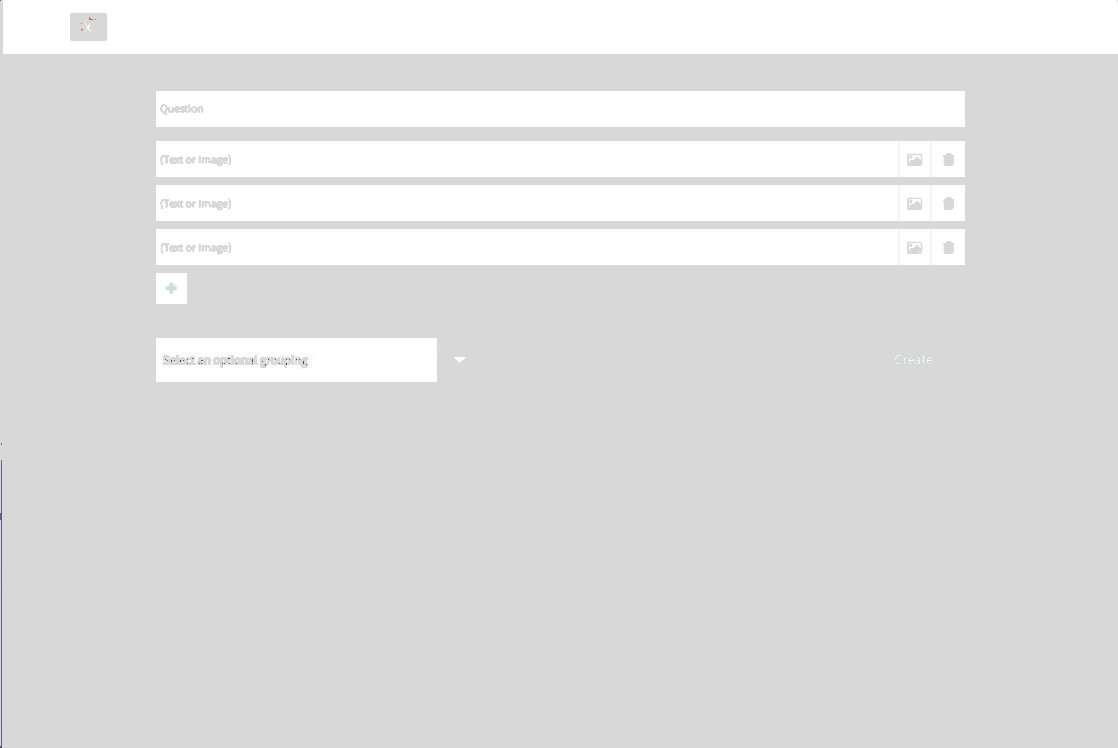 Question
(Text or Image)
(Text or Image)
(Text or Image)
Select an optional grouping
Create